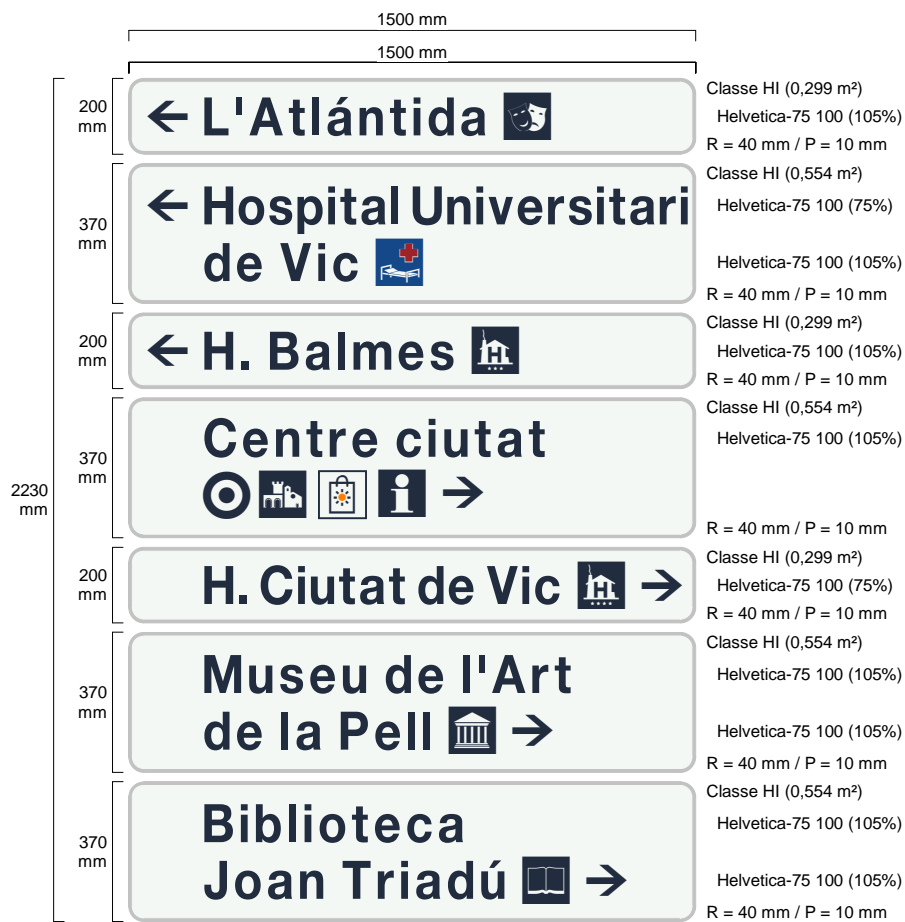 1500 mm
1500 mm
2230 mm
200 mm
L'Atlántida
Classe HI (0,299 m²)
Helvetica-75 100 (105%)
R = 40 mm / P = 10 mm
370 mm
Hospital Universitari
de Vic
Classe HI (0,554 m²)
Helvetica-75 100 (75%)
Helvetica-75 100 (105%)
R = 40 mm / P = 10 mm
200 mm
H. Balmes
H
Classe HI (0,299 m²)
Helvetica-75 100 (105%)
R = 40 mm / P = 10 mm
370 mm
Centre ciutat
i
Classe HI (0,554 m²)
Helvetica-75 100 (105%)
R = 40 mm / P = 10 mm
200 mm
H. Ciutat de Vic
H
Classe HI (0,299 m²)
Helvetica-75 100 (75%)
R = 40 mm / P = 10 mm
370 mm
Museu de l'Art
de la Pell
Classe HI (0,554 m²)
Helvetica-75 100 (105%)
Helvetica-75 100 (105%)
R = 40 mm / P = 10 mm
370 mm
Biblioteca
Joan Triadú
Classe HI (0,554 m²)
Helvetica-75 100 (105%)
Helvetica-75 100 (105%)
R = 40 mm / P = 10 mm